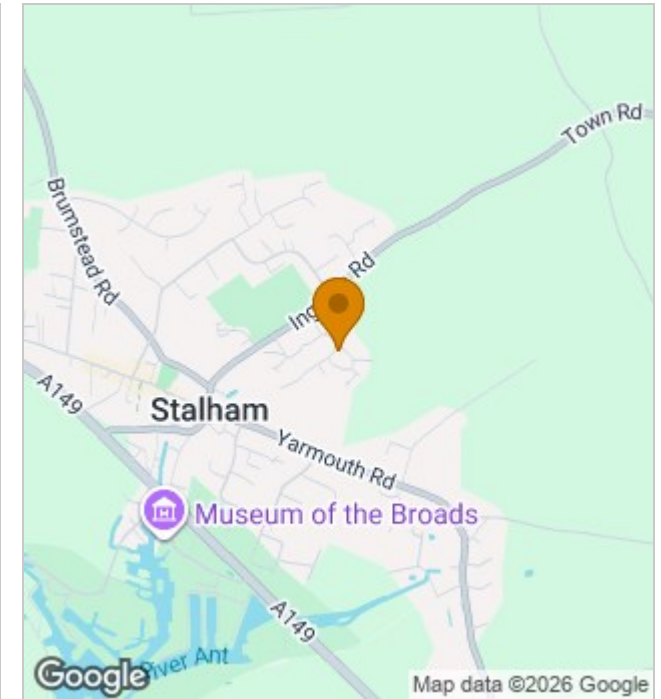 Town Rd
Brumstead Rd
Rd
A149
Stalham
Yarmouth Rd
Museum of the Broads
A149
River Ant
Google
Map data ©2026 Google